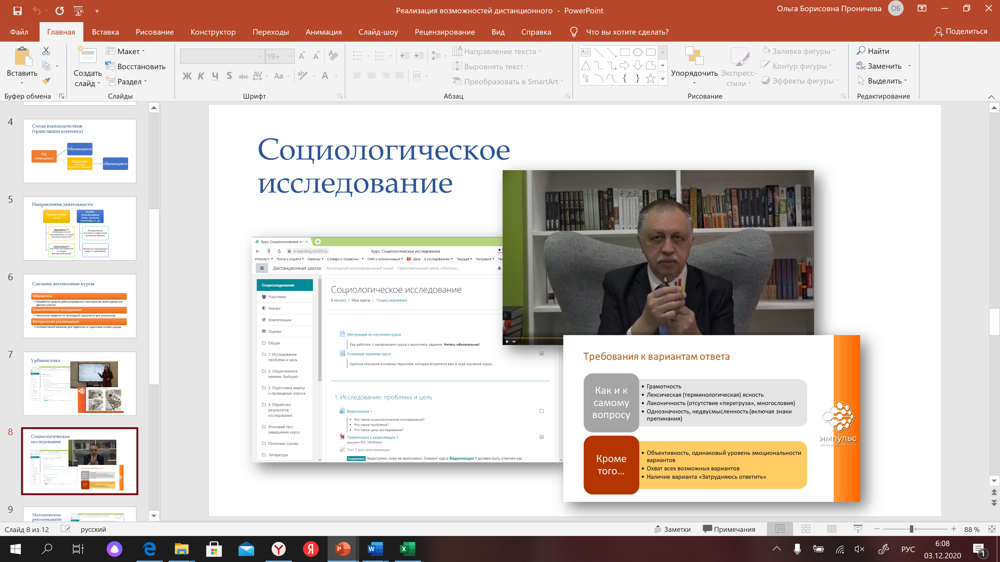 Реализация возможностей дистанционного - PowerPoint
Ольга Борисовна Проничева
ОБ
Файл
Главная
Вставка
Рисование
Конструктор
Переходы
Анимация
Слайд-шоу
Рецензирование
Вид
Справка
Что вы хотите сделать?
Поделиться
Вставить
Буфер обмена
Создать
слайд
Макет
Восстановить
Раздел
Слайды
19+
Ж К Ч S abc AV Aa
A
Шрифт
Направление текста
Выровнять текст
Преобразовать в SmartArt
Абзац
Упорядочить
Экспресс-
стили
Заливка фигуры
Контур фигуры
Эффекты фигуры
Рисование
Найти
Заменить
Выделить
Редактирование
4
Схема взаимодействия
(трансляции контента)
ОЦ
«Импульс»
Обучающиеся
Педагоги
Обучающиеся
5
Направления деятельности
Создание онлайн-
курсов
Автономных (не
требующих участия
преподавателя на стадии
функционирования)
Неавтономных (с
участием преподавателя
на стадии
функционирования)
Онлайн-
сопровождение
(смен, кружков,
олимпиад и т. д.)
Интерактивные
текстовые и графические
материалы (Moodle)
Материалы мультимедиа
(видео- и аудиоуроки)
6
Сделаны автономные курсы
Урбанистика
• Разработка проекта урбанизированного пространства своего двора или
дачного участка.
Социологическое исследование
• Начальные сведения по прикладной социологии для школьников.
Методические рекомендации
• Интерактивный материал для педагогов по подготовке онлайн-курсов.
7
Урбанистика
8
Социологическое
исследование
9
Методические
рекомендации
Социологическое
исследование
Курс: Социологическое исс
e-learning.vml35.ru
Курс: Социологическое исследование
Импульс+
Почта и соцсети
Сервисы
Словари и справочни
СМИ и коммуникация
Дела
К исследованиям
Текущее
География
Тех
Дистанционная школа
Вологодский многопрофильный лицей
Образовательный центр «Импульс»
Социсследование
Участники
Значки
Компетенции
Оценки
Общее
1. Исследование:
проблема и цель
2. Общественное
мнение. Выборка
3. Подготовка анкеты
и проведение опроса
4. Обработка
результатов
исследования
Итоговый тест,
завершение курса
Полезные ссылки
Литература
Социологическое исследование
В начало / Мои курсы / Социсследование
Инструкция по изучению курса
Как работать с материалами курса и выполнять задания. Читать обязательно!
Основные термины курса
Краткое описание основных терминов, которые встретятся вам в ходе изучения курса.
1. Исследование: проблема и цель
Видеолекция 1
• Что такое социологическое исследование?
• Что такое проблема?
• Что такое цель исследования?
Презентация к видеолекции 1
документ PDF, 306.6Кбайт
Тест 1 для самопроверки
Ограничено Недоступно, пока не выполнено: Элемент курса Видеолекция 1 должен быть отмечен как
Требования к вариантам ответа
Как и к
самому
вопросу
• Грамотность
• Лексическая (терминологическая) ясность
• Лаконичность (отсутствие «перегруза», многословия)
• Однозначность, недвусмысленность (включая знаки
препинания)
Кроме
того...
• Объективность, одинаковый уровень эмоциональности
вариантов
• Охват всех возможных вариантов
• Наличие варианта «Затрудняюсь ответить»
ИМПУЛЬС
образовательный центр
Слайд 8 из 12
русский
Заметки
Примечания
88 %
РУС
6:08
03.12.2020
1